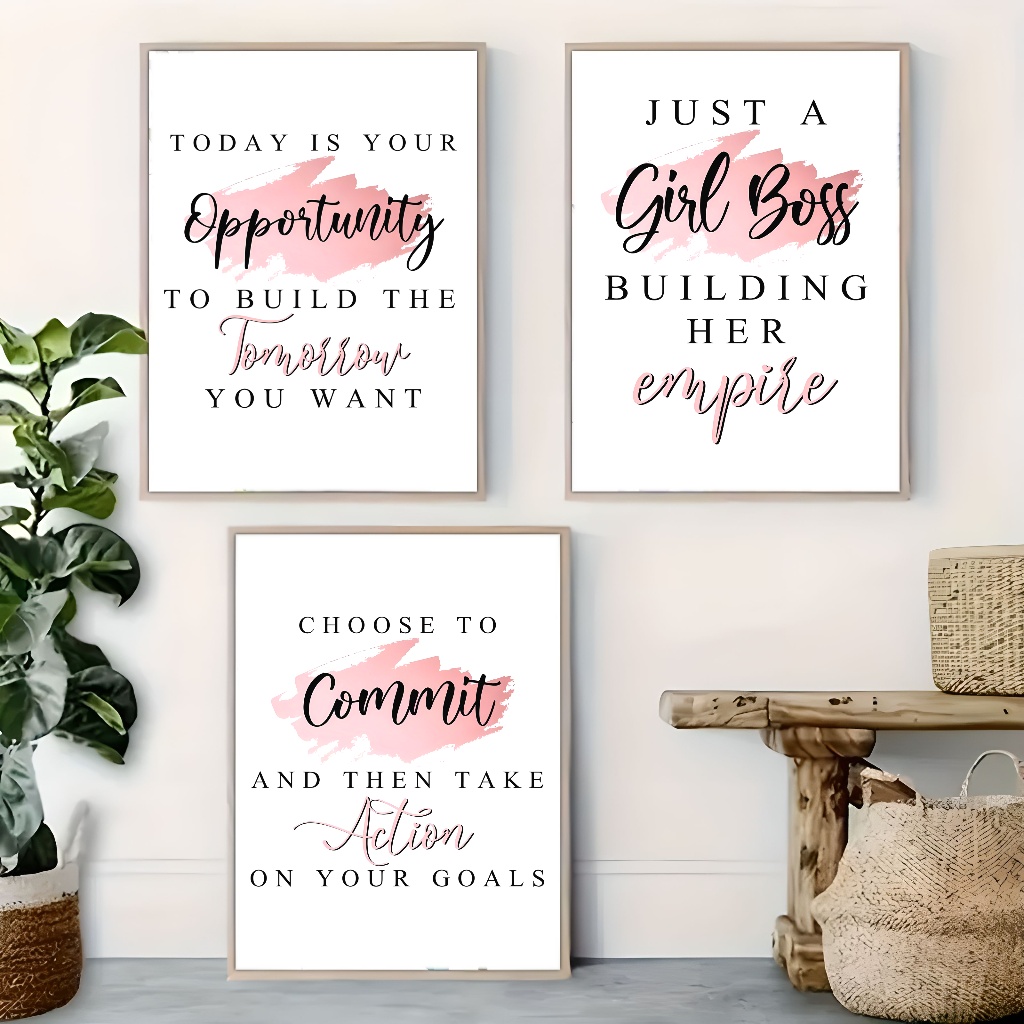 TODAY IS YOUR
Opportunity
TO BUILD THE
Tomorrow
YOU WANT
JUST A
Girl Boss
BUILDING
HER
empire
CHOOSE TO
Commit
AND THEN TAKE
Action
ON YOUR GOALS